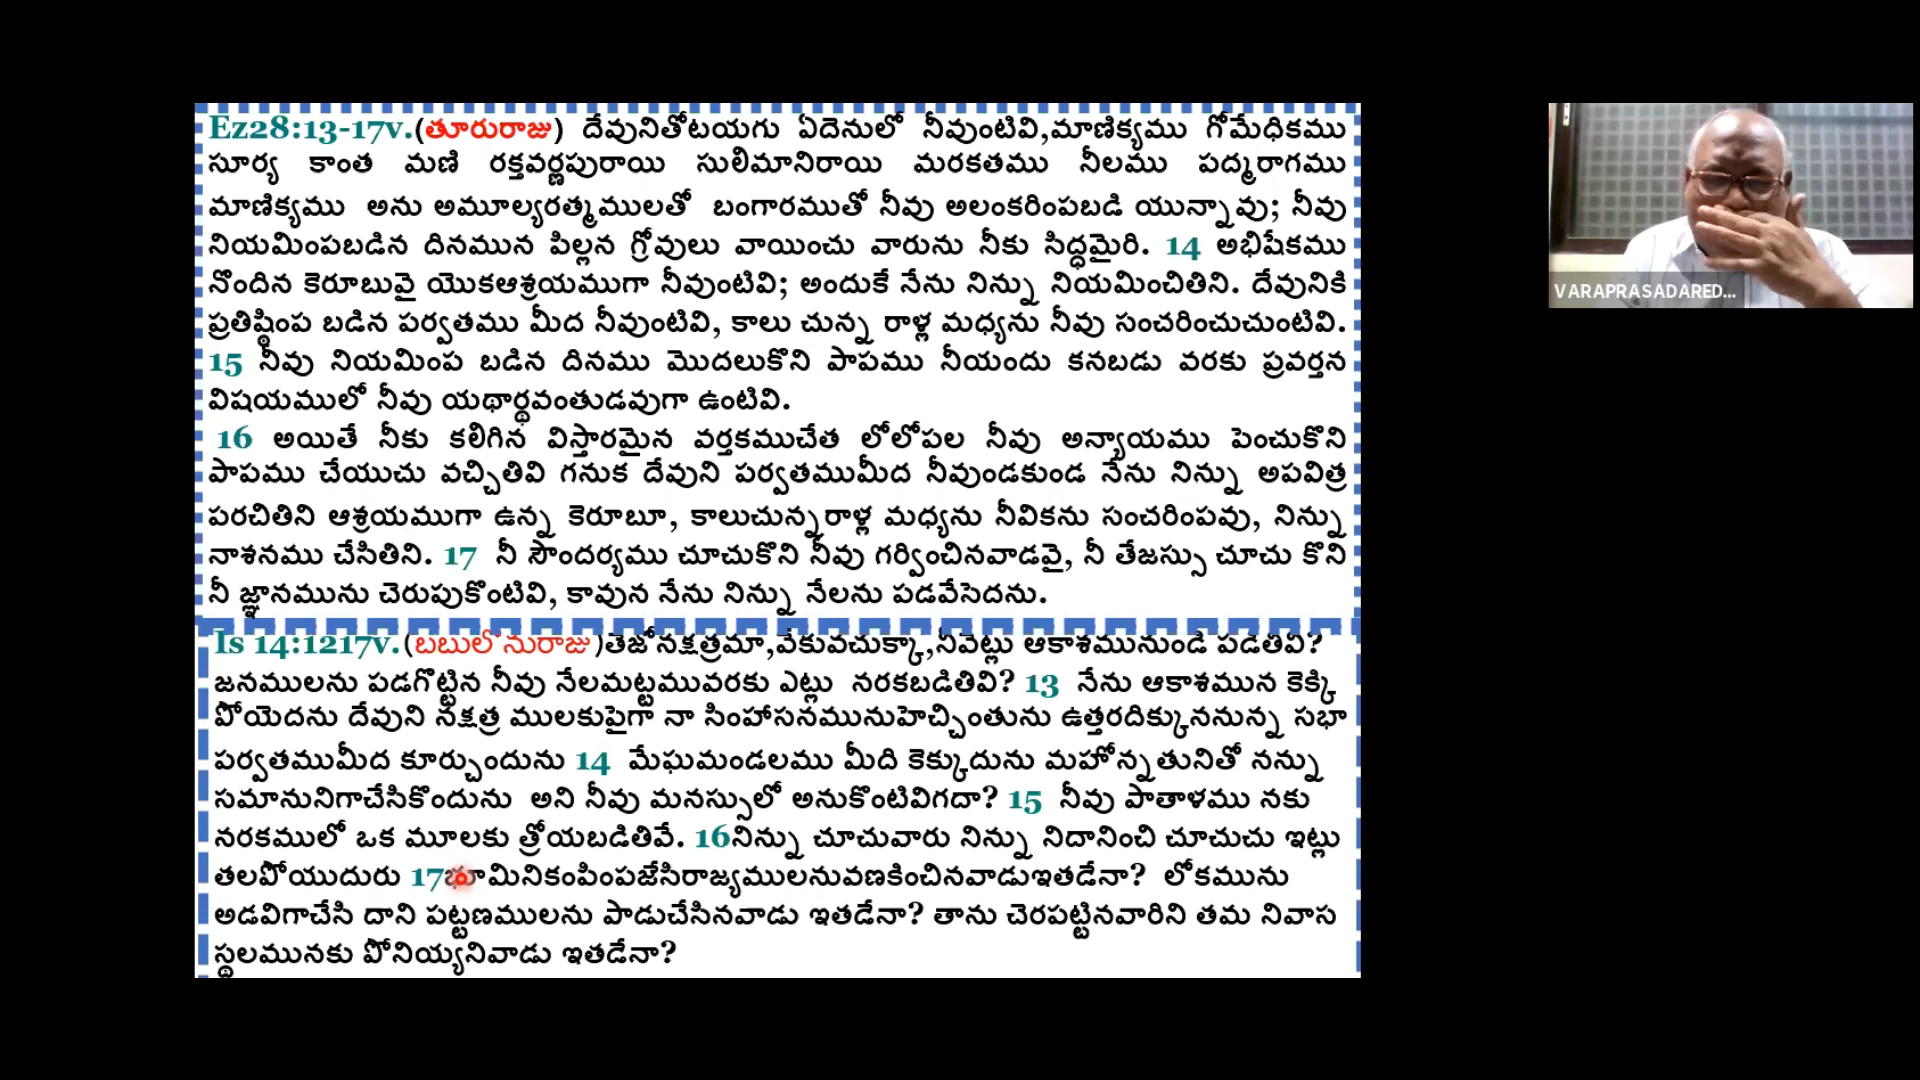 Ez28:13-17v.(తూరురాజు) దేవునితోటయగు ఏదెనులో నీవుంటివి,మాణిక్యము గోమేధికము
సూర్య కాంత మణి రక్తవర్ణపురాయి సులిమానిరాయి మరకతము నీలము పద్మరాగము
మాణిక్యము అను అమూల్యరత్మములతో బంగారముతో నీవు అలంకరింపబడి యున్నావు; నీవు
నియమింపబడిన దినమున పిల్లన గ్రోవులు వాయించు వారును నీకు సిద్ధమైరి. 14 అభిషేకము
నొందిన కెరూబువై యొకఆశ్రయముగా నీవుంటివి; అందుకే నేను నిన్ను నియమించితిని. దేవునికి
ప్రతిష్ఠింప బడిన పర్వతము మీద నీవుంటివి, కాలు చున్న రాళ్ల మధ్యను నీవు సంచరించుచుంటివి.
15 నీవు నియమింప బడిన దినము మొదలుకొని పాపము నీయందు కనబడు వరకు ప్రవర్తన
విషయములో నీవు యథార్థవంతుడవుగా ఉంటివి.
16 అయితే నీకు కలిగిన విస్తారమైన వర్తకముచేత లోలోపల నీవు అన్యాయము పెంచుకొని
పాపము చేయుచు వచ్చితివి గనుక దేవుని పర్వతముమీద నీవుండకుండ నేను నిన్ను అపవిత్ర
పరచితిని ఆశ్రయముగా ఉన్న కెరూబూ, కాలుచున్నరాళ్ల మధ్యను నీవికను సంచరింపవు, నిన్ను
నాశనము చేసితిని. 17 నీ సౌందర్యము చూచుకొని నీవు గర్వించినవాడవై, నీ తేజస్సు చూచు కొని
నీ జ్ఞానమును చెరుపుకొంటివి, కావున నేను నిన్ను నేలను పడవేసెదను.
Is 14:1217v.(బబులోనురాజు)తేజోనక్షత్రమా,వేకువచుక్కా,నీవెట్లు ఆకాశమునుండి పడితివి?
జనములను పడగొట్టిన నీవు నేలమట్టమువరకు ఎట్లు నరకబడితివి? 13 నేను ఆకాశమున కెక్కి
పోయెదను దేవుని నక్షత్ర ములకుపైగా నా సింహాసనమునుహెచ్చింతును ఉత్తరదిక్కుననున్న సభా
పర్వతముమీద కూర్చుందును 14 మేఘమండలము మీది కెక్కుదును మహోన్నతునితో నన్ను
సమానునిగాచేసికొందును అని నీవు మనస్సులో అనుకొంటివిగదా? 15 నీవు పాతాళము నకు
నరకములో ఒక మూలకు త్రోయబడితివే. 16నిన్ను చూచువారు నిన్ను నిదానించి చూచుచు ఇట్లు
తలపోయుదురు 17భూమినికంపింపజేసిరాజ్యములనువణకించినవాడుఇతడేనా? లోకమును
అడవిగాచేసి దాని పట్టణములను పాడుచేసినవాడు ఇతడేనా? తాను చెరపట్టినవారిని తమ నివాస
స్థలమునకు పోనియ్యనివాడు ఇతడేనా?
VARAPRASADARED...